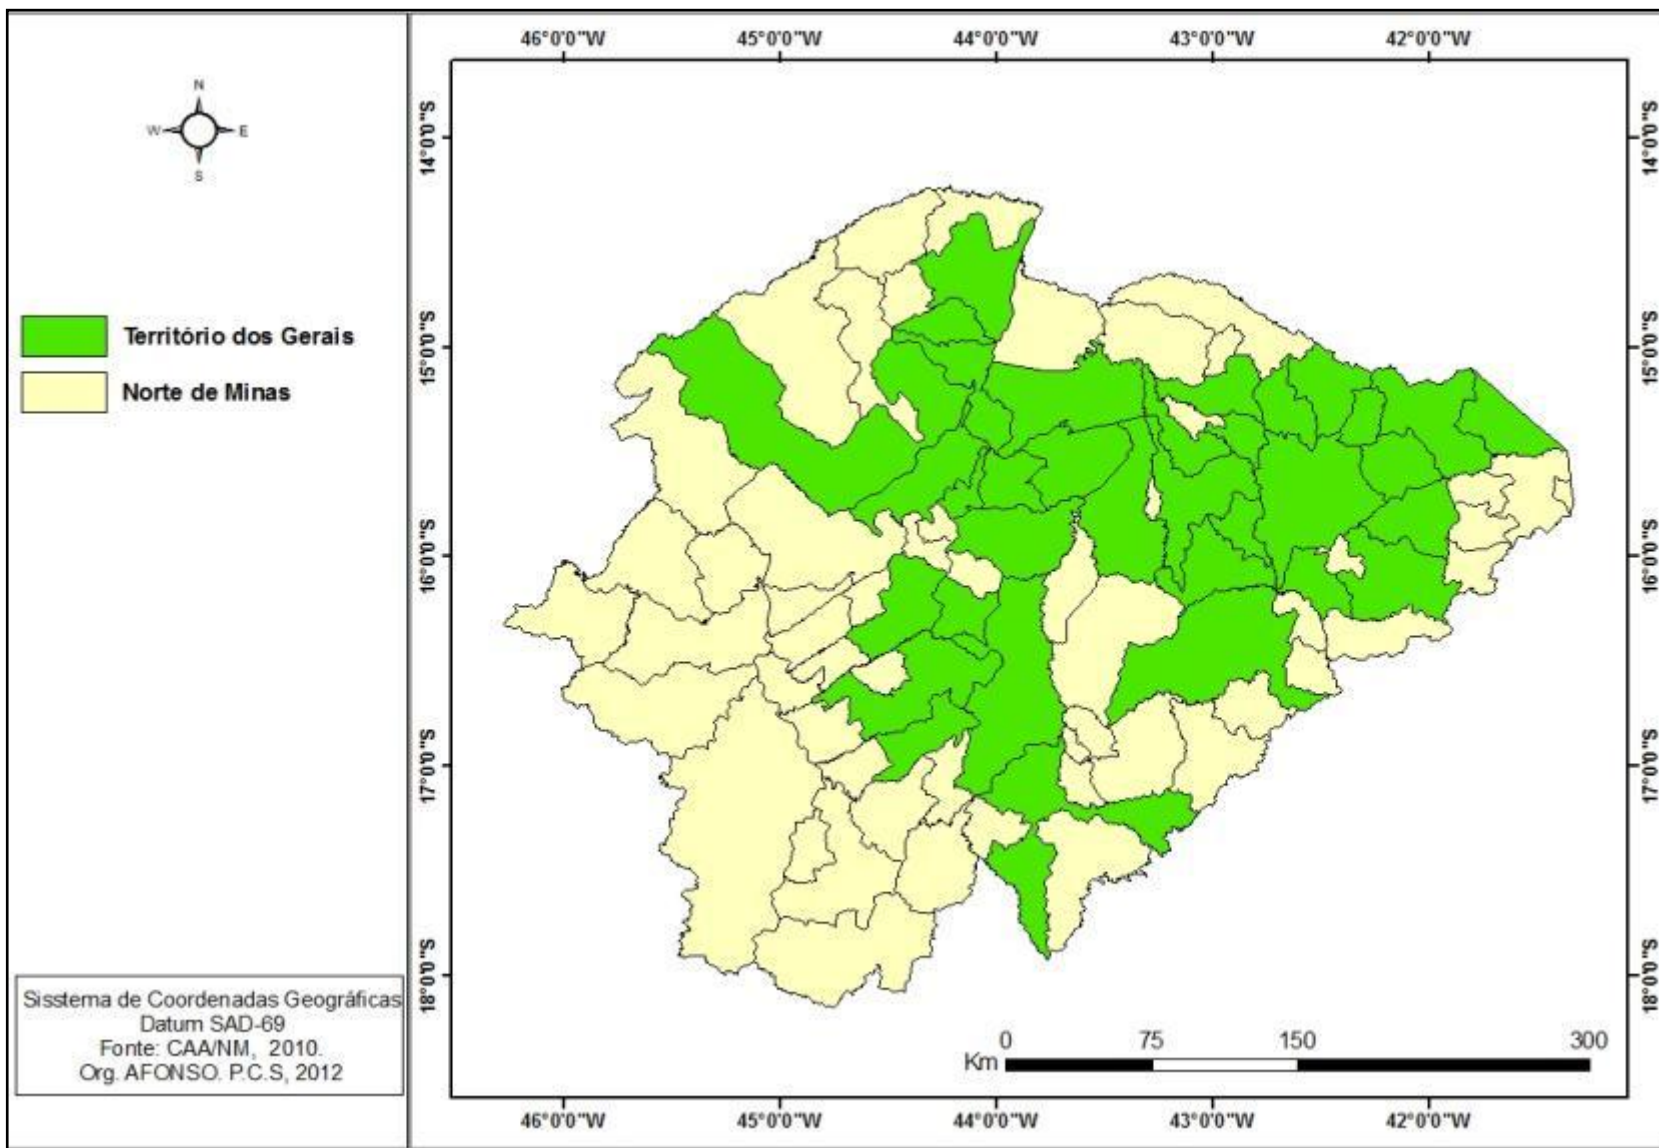 46°0'0"W 45°0'0"W 44°0'0"W 43°0'0"W 42°0'0"W
N
W E
S
14°0'0"S 14°0'0"S
Território dos Gerais
15°0'0"S 15°0'0"S
Norte de Minas
16°0'0"S 16°0'0"S
17°0'0"S 17°0'0"S
18°0'0"S 18°0'0"S
Sisstema de Coordenadas Geográficas
Datum SAD-69
Fonte: CAA/NM, 2010.
Org. AFONSO. P.C.S, 2012
0 75 150 300
Km
46°0'0"W 45°0'0"W 44°0'0"W 43°0'0"W 42°0'0"W